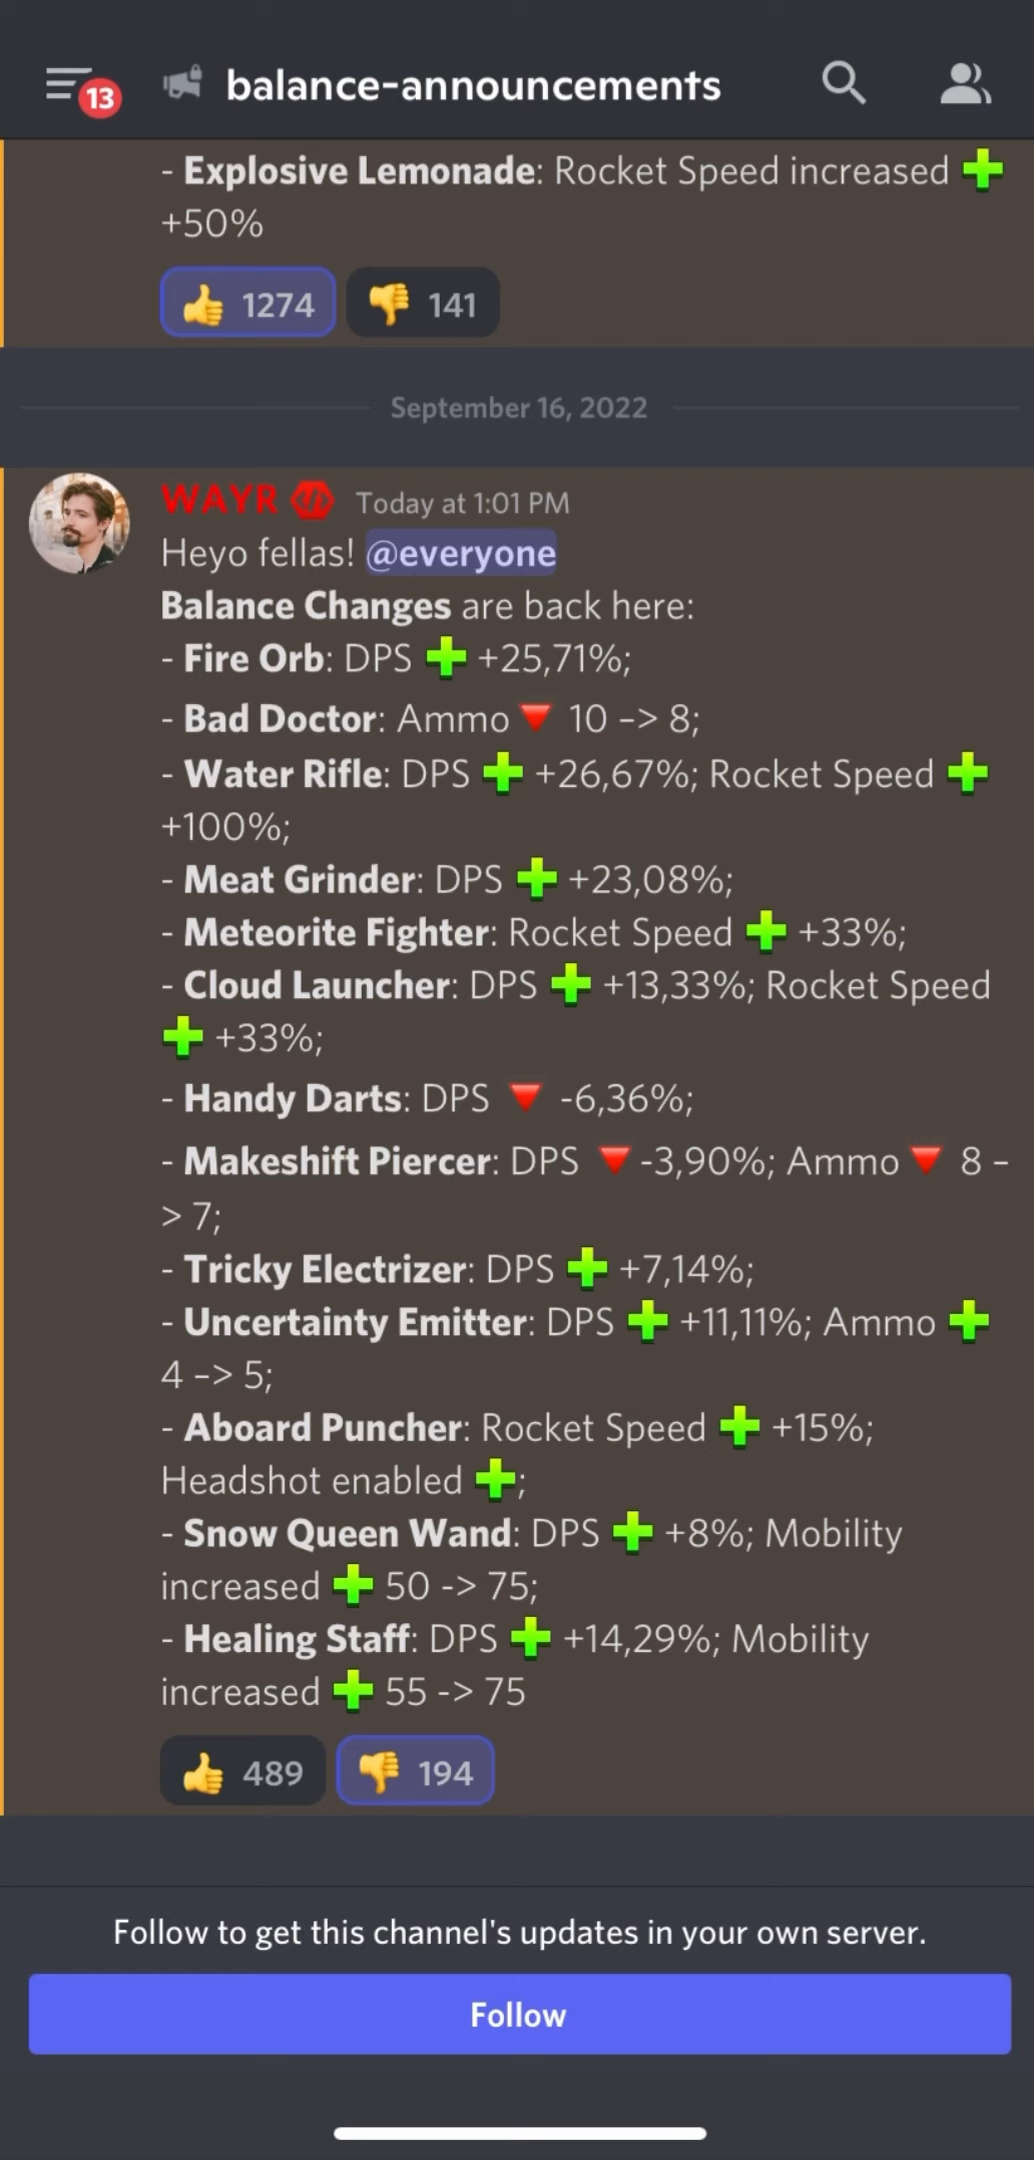 13
balance-announcements
- Explosive Lemonade: Rocket Speed increased ➕
+50%
👍 1274 👎 141
September 16, 2022
WAYR Today at 1:01 PM
Heyo fellas! @everyone
Balance Changes are back here:
- Fire Orb: DPS ➕ +25,71%;
- Bad Doctor: Ammo 🔻 10 -> 8;
- Water Rifle: DPS ➕ +26,67%; Rocket Speed ➕
+100%;
- Meat Grinder: DPS ➕ +23,08%;
- Meteorite Fighter: Rocket Speed ➕ +33%;
- Cloud Launcher: DPS ➕ +13,33%; Rocket Speed
➕ +33%;
- Handy Darts: DPS 🔻 -6,36%;
- Makeshift Piercer: DPS 🔻 -3,90%; Ammo 🔻 8 –
> 7;
- Tricky Electrizer: DPS ➕ +7,14%;
- Uncertainty Emitter: DPS ➕ +11,11%; Ammo ➕
4 –> 5;
- Aboard Puncher: Rocket Speed ➕ +15%;
Headshot enabled ➕;
- Snow Queen Wand: DPS ➕ +8%; Mobility
increased ➕ 50 -> 75;
- Healing Staff: DPS ➕ +14,29%; Mobility
increased ➕ 55 -> 75
👍 489 👎 194
Follow to get this channel's updates in your own server.
Follow